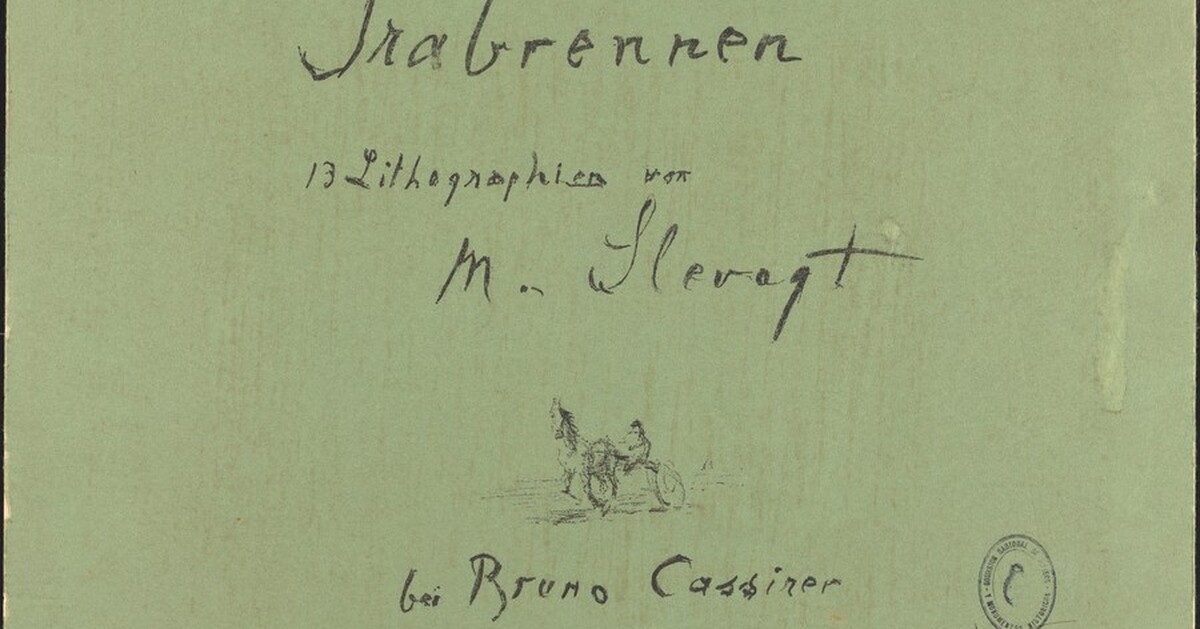 Trabrennen
13 Lithographien von
M. Slevogt
bei Bruno Cassirer